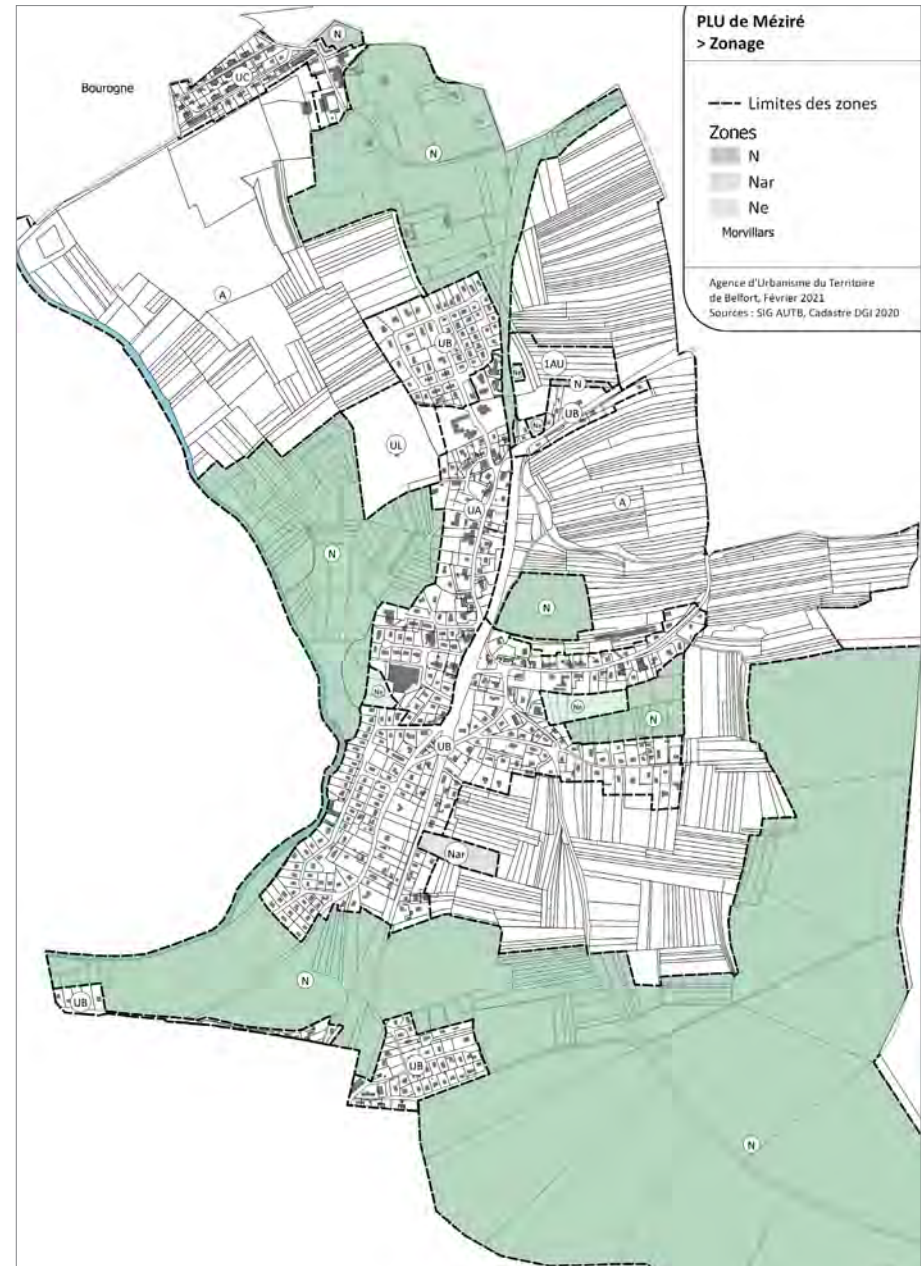 PLU de Méziré
> Zonage
Limites des zones
Zones
N
Nar
Ne
Morvillars
Agence d'Urbanisme du Territoire
de Belfort, Février 2021
Sources : SIG AUTB, Cadastre DGI 2020
N
UC
Bourogne
N
A
UB
1AU
Ne
N
UB
Ne
UL
UA
A
N
N
Ne
Ne
N
UB
Nar
N
UB
UB
N